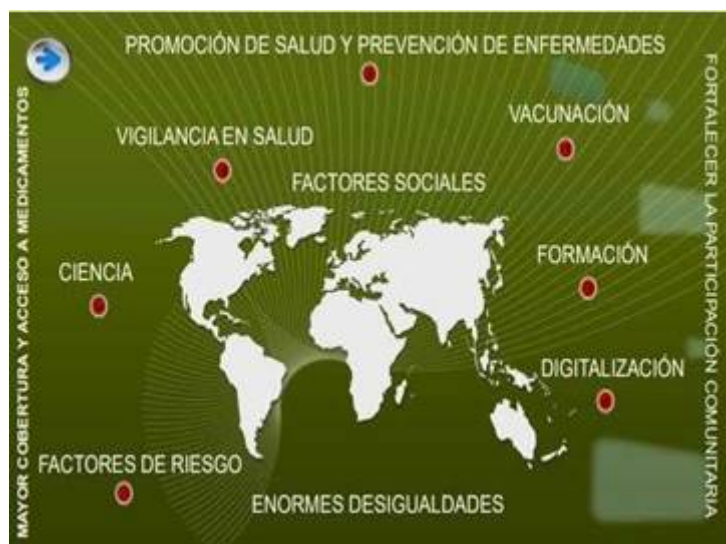 PROMOCIÓN DE SALUD Y PREVENCIÓN DE ENFERMEDADES
VACUNACIÓN
VIGILANCIA EN SALUD
FACTORES SOCIALES
FORMACIÓN
CIENCIA
DIGITALIZACIÓN
FACTORES DE RIESGO
ENORMES DESIGUALDADES
MAYOR COBERTURA Y ACCESO A MEDICAMENTOS
FORTALECER LA PARTICIPACIÓN COMUNITARIA